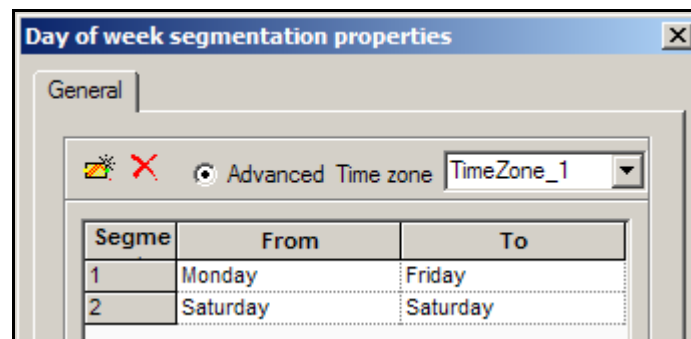 Day of week segmentation properties
General
Advanced Time zone TimeZone_1
Segme From To
1 Monday Friday
2 Saturday Saturday